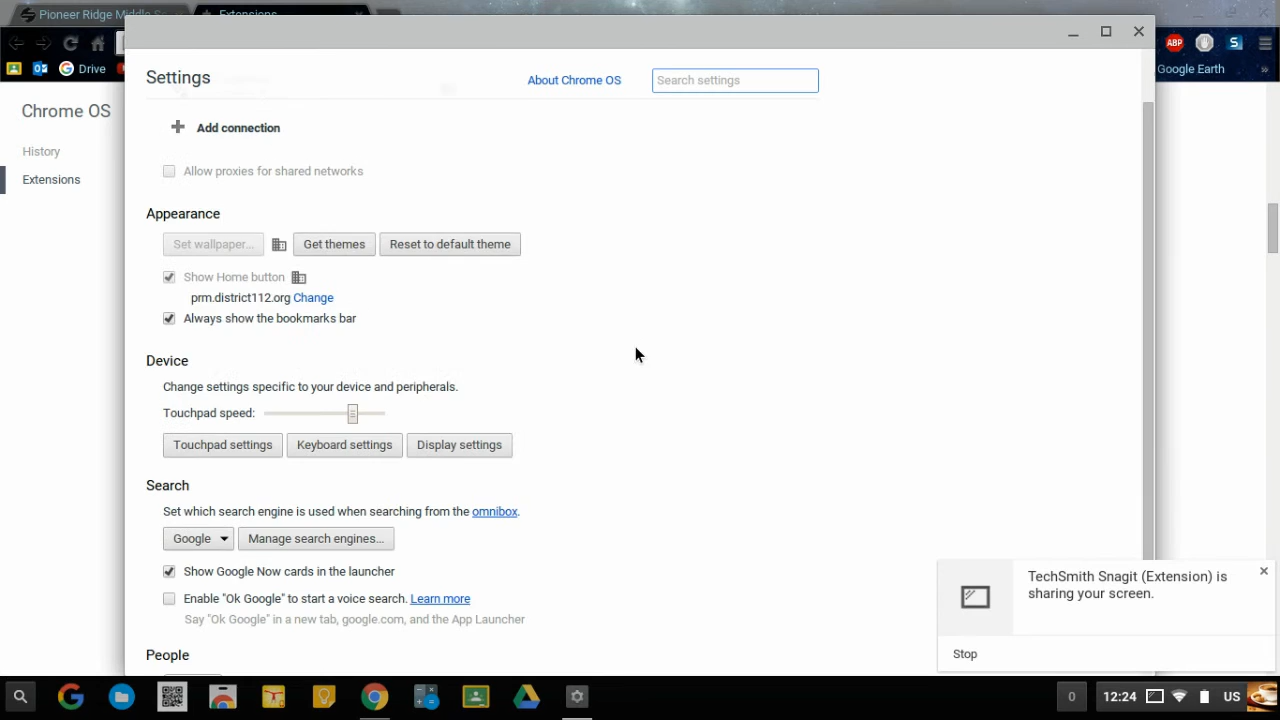 Pioneer Ridge Middle S
Extensions
Drive
Google Earth
ABP
S
»
Chrome OS
History
Extensions
Settings
About Chrome OS
Search settings
Add connection
Allow proxies for shared networks
Appearance
Set wallpaper...
Get themes
Reset to default theme
Show Home button
prm.district112.org Change
Always show the bookmarks bar
Device
Change settings specific to your device and peripherals.
Touchpad speed:
Touchpad settings
Keyboard settings
Display settings
Search
Set which search engine is used when searching from the omnibox.
Google
Manage search engines...
Show Google Now cards in the launcher
Enable "Ok Google" to start a voice search. Learn more
Say "Ok Google" in a new tab, google.com, and the App Launcher
People
TechSmith Snagit (Extension) is
sharing your screen.
Stop
0
12:24
US